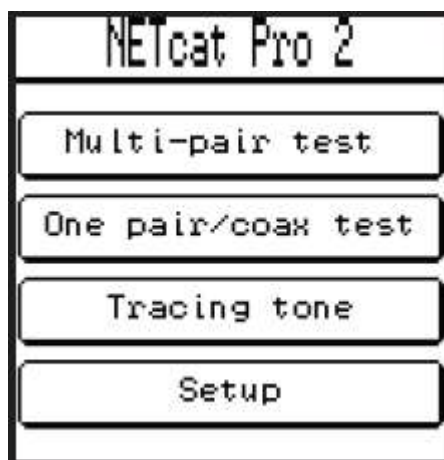 NETcat Pro 2
Multi-pair test
One pair/coax test
Tracing tone
Setup